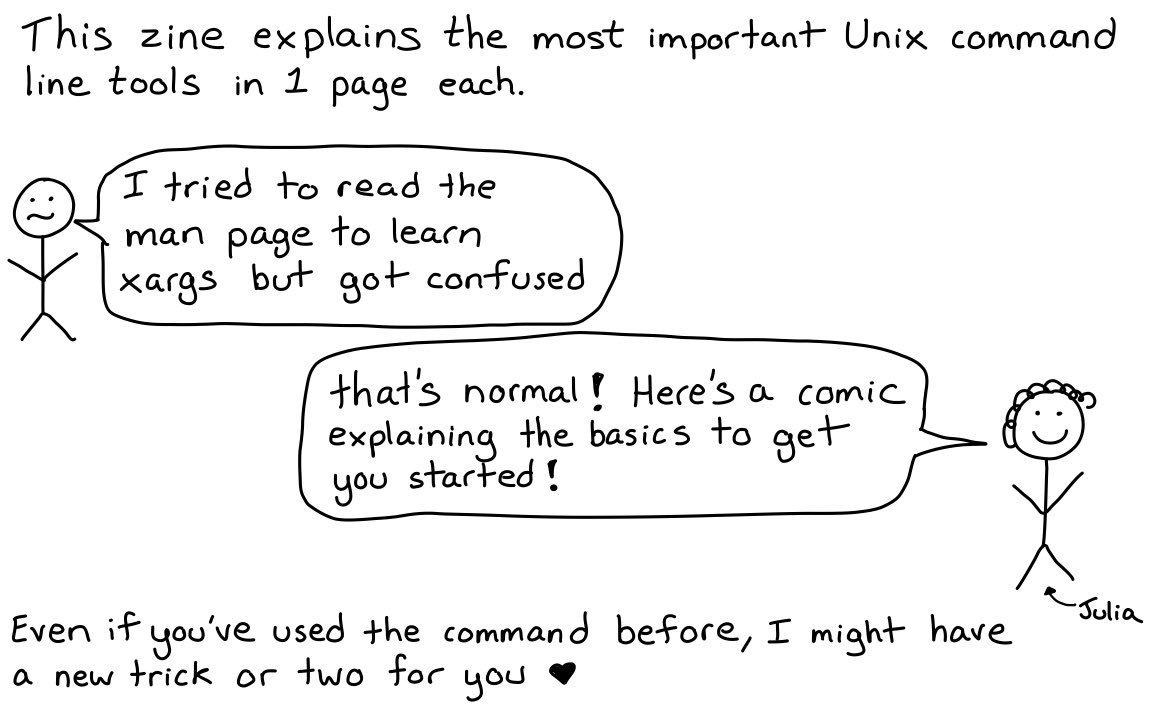 This zine explains the most important Unix command
line tools in 1 page each.
I tried to read the
man page to learn
xargs but got confused
that's normal! Here's a comic
explaining the basics to get
you started!
Julia
Even if you've used the command before, I might have
a new trick or two for you ♥